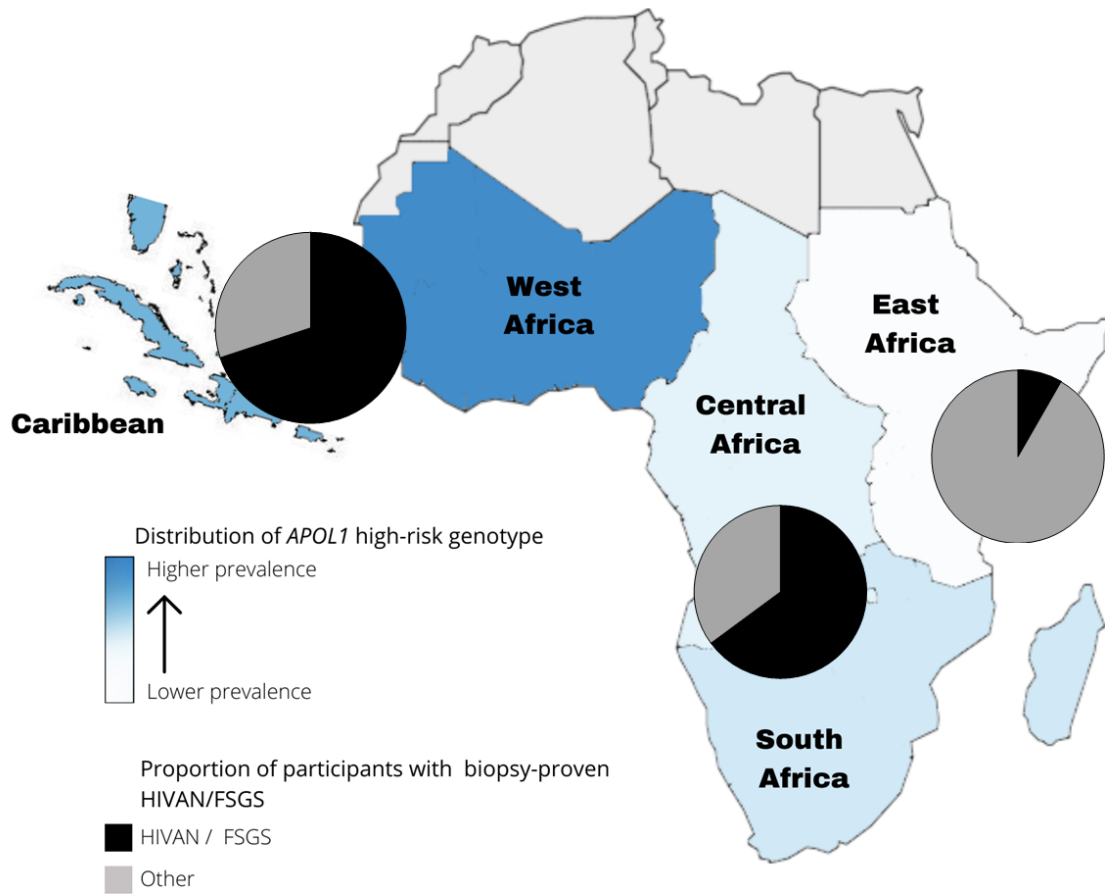 West
Africa
East
Africa
Central
Africa
Caribbean
Distribution of APOL1 high-risk genotype
Higher prevalence
Lower prevalence
South
Africa
Proportion of participants with biopsy-proven
HIVAN/FSGS
HIVAN / FSGS
Other